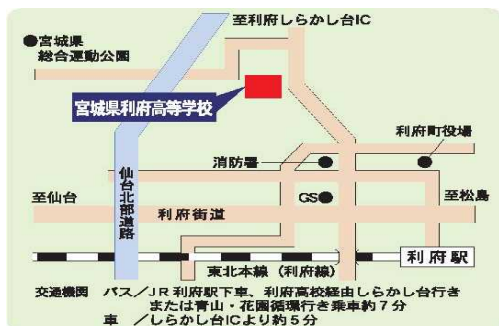 至利府しらかし台IC
●宮城県
総合運動公園
宮城県利府高等学校
利府町役場
消防署
仙台北部道路
GS
至仙台
利府街道
至松島
利府駅
東北本線（利府線）
交通機関 バス／JR利府駅下車、利府高校経由しらかし台行き
または青山・花園循環行き乗車約7分
車 ／しらかし台ICより約5分